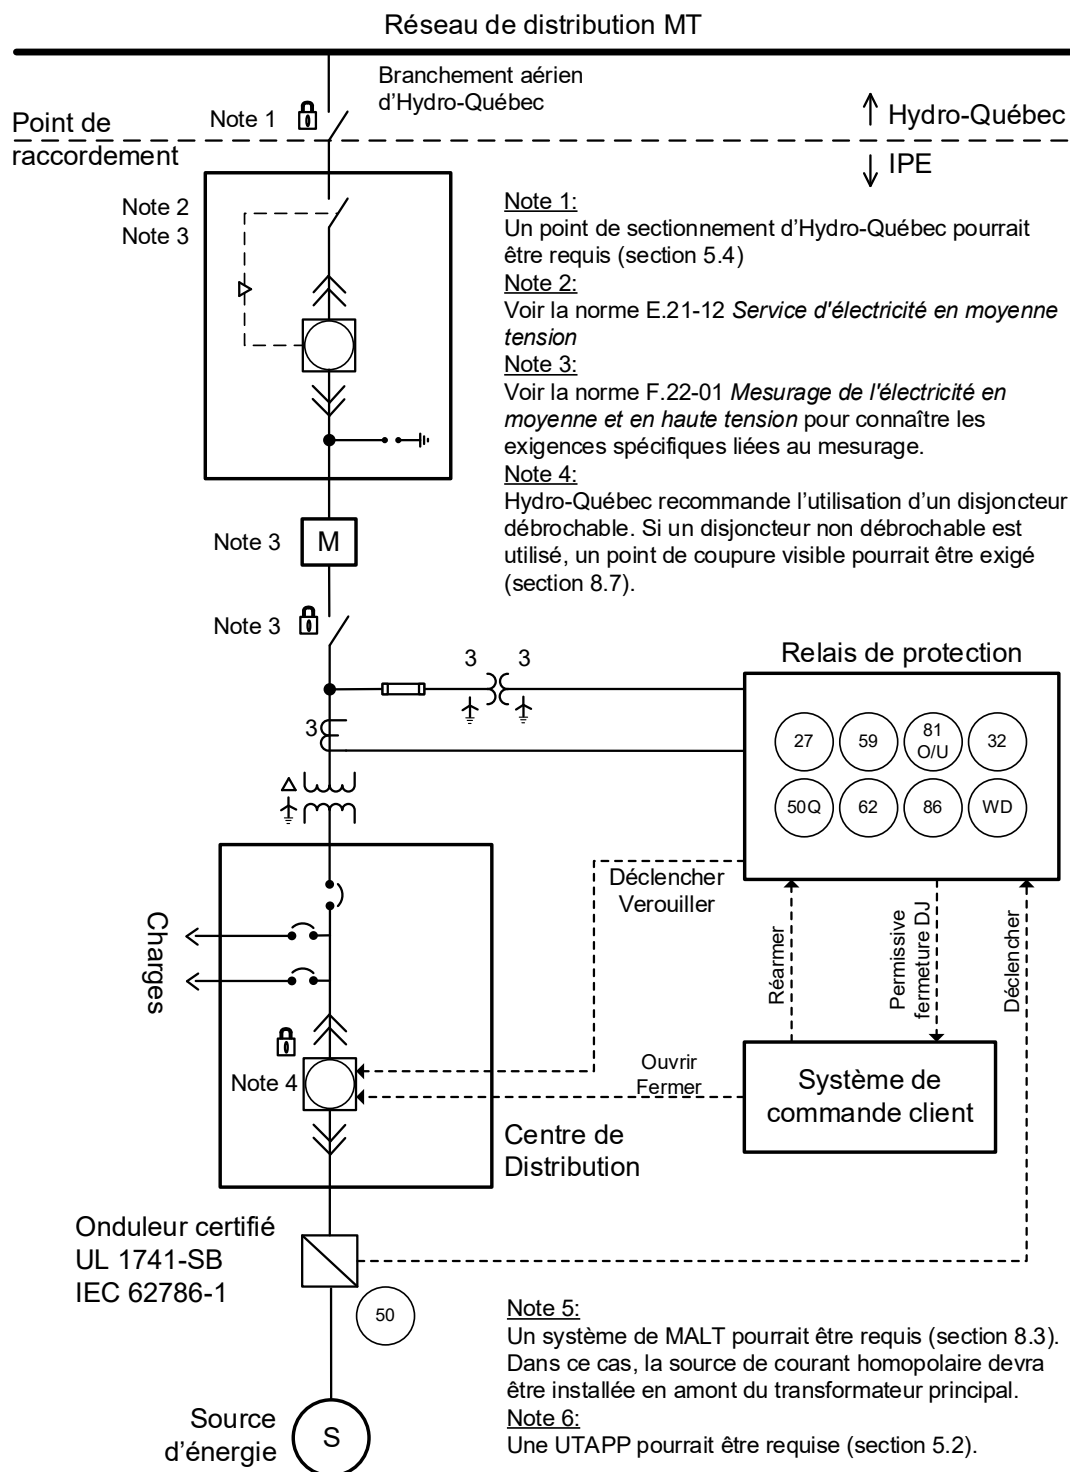 Réseau de distribution MT
Branchement aérien
d'Hydro-Québec
Note 1
Point de
raccordement
Hydro-Québec
IPE
Note 2
Note 3
Note 1:
Un point de sectionnement d'Hydro-Québec pourrait
être requis (section 5.4)
Note 2:
Voir la norme E.21-12 Service d'électricité en moyenne
tension
Note 3:
Voir la norme F.22-01 Mesurage de l'électricité en
moyenne et en haute tension pour connaître les
exigences spécifiques liées au mesurage.
Note 4:
Hydro-Québec recommande l'utilisation d'un disjoncteur
débrochable. Si un disjoncteur non débrochable est
utilisé, un point de coupure visible pourrait être exigé
(section 8.7).
Note 3
M
Note 3
3
3
3
Relais de protection
27
59
81
O/U
32
50Q
62
86
WD
Déclencher
Verouiller
Charges
Réarmer
Permissive
fermeture DJ
Déclencher
Note 4
Ouvrir
Fermer
Système de
commande client
Centre de
Distribution
Onduleur certifié
UL 1741-SB
IEC 62786-1
50
Source
d'énergie
S
Note 5:
Un système de MALT pourrait être requis (section 8.3).
Dans ce cas, la source de courant homopolaire devra
être installée en amont du transformateur principal.
Note 6:
Une UTAPP pourrait être requise (section 5.2).